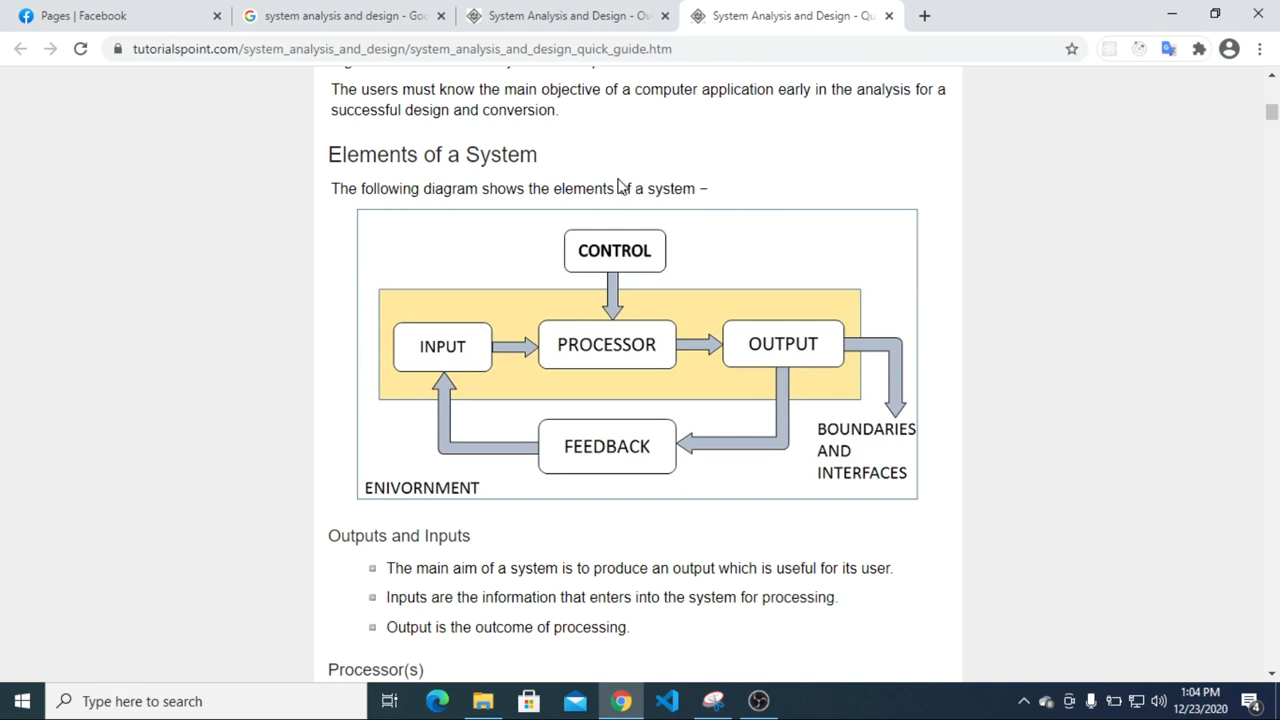 Pages | Facebook
system analysis and design - Goo
System Analysis and Design - Ov
System Analysis and Design - Qu
tutorialspoint.com/system_analysis_and_design/system_analysis_and_design_quick_guide.htm
The users must know the main objective of a computer application early in the analysis for a
successful design and conversion.
Elements of a System
The following diagram shows the elements of a system −
CONTROL
INPUT
PROCESSOR
OUTPUT
FEEDBACK
BOUNDARIES
AND
INTERFACES
ENIVORNMENT
Outputs and Inputs
The main aim of a system is to produce an output which is useful for its user.
Inputs are the information that enters into the system for processing.
Output is the outcome of processing.
Processor(s)
Type here to search
1:04 PM
12/23/2020
4